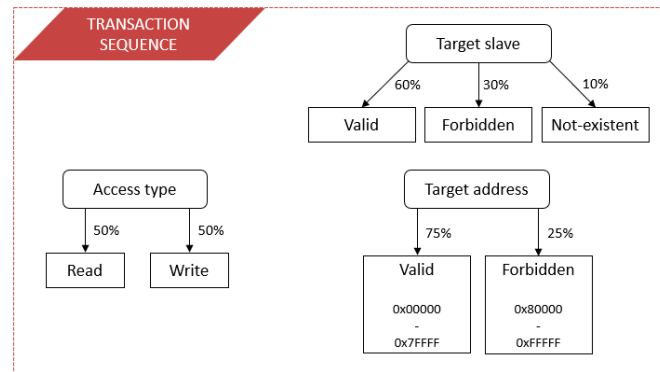 TRANSACTION
SEQUENCE
Target slave
60%
30%
10%
Valid
Forbidden
Not-existent
Access type
50%
50%
Read
Write
Target address
75%
25%
Valid
0x00000
-
0x7FFFF
Forbidden
0x80000
-
0xFFFFF